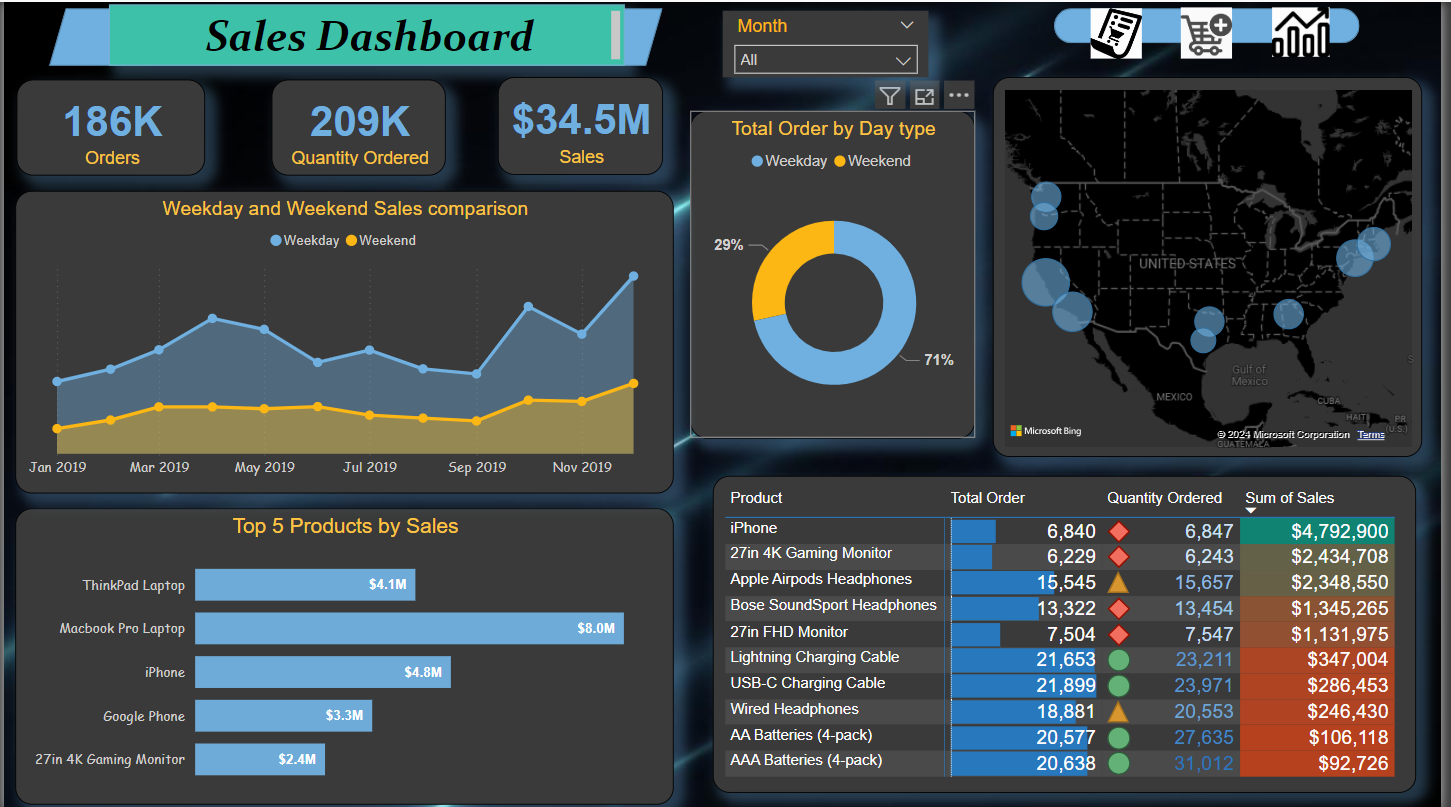 Sales Dashboard
Month
All
186K
Orders
209K
Quantity Ordered
$34.5M
Sales
Total Order by Day type
Weekday Weekend
29%
71%
Weekday and Weekend Sales comparison
Weekday Weekend
Jan 2019 Mar 2019 May 2019 Jul 2019 Sep 2019 Nov 2019
UNITED STATES
Gulf of
Mexico
MEXICO
CUBA
HAITI
PR
(U.S.)
GUATEMALA
Microsoft Bing
© 2024 Microsoft Corporation Terms
Top 5 Products by Sales
ThinkPad Laptop $4.1M
Macbook Pro Laptop $8.0M
iPhone $4.8M
Google Phone $3.3M
27in 4K Gaming Monitor $2.4M
Product Total Order Quantity Ordered Sum of Sales
iPhone 6,840 6,847 $4,792,900
27in 4K Gaming Monitor 6,229 6,243 $2,434,708
Apple Airpods Headphones 15,545 15,657 $2,348,550
Bose SoundSport Headphones 13,322 13,454 $1,345,265
27in FHD Monitor 7,504 7,547 $1,131,975
Lightning Charging Cable 21,653 23,211 $347,004
USB-C Charging Cable 21,899 23,971 $286,453
Wired Headphones 18,881 20,553 $246,430
AA Batteries (4-pack) 20,577 27,635 $106,118
AAA Batteries (4-pack) 20,638 31,012 $92,726